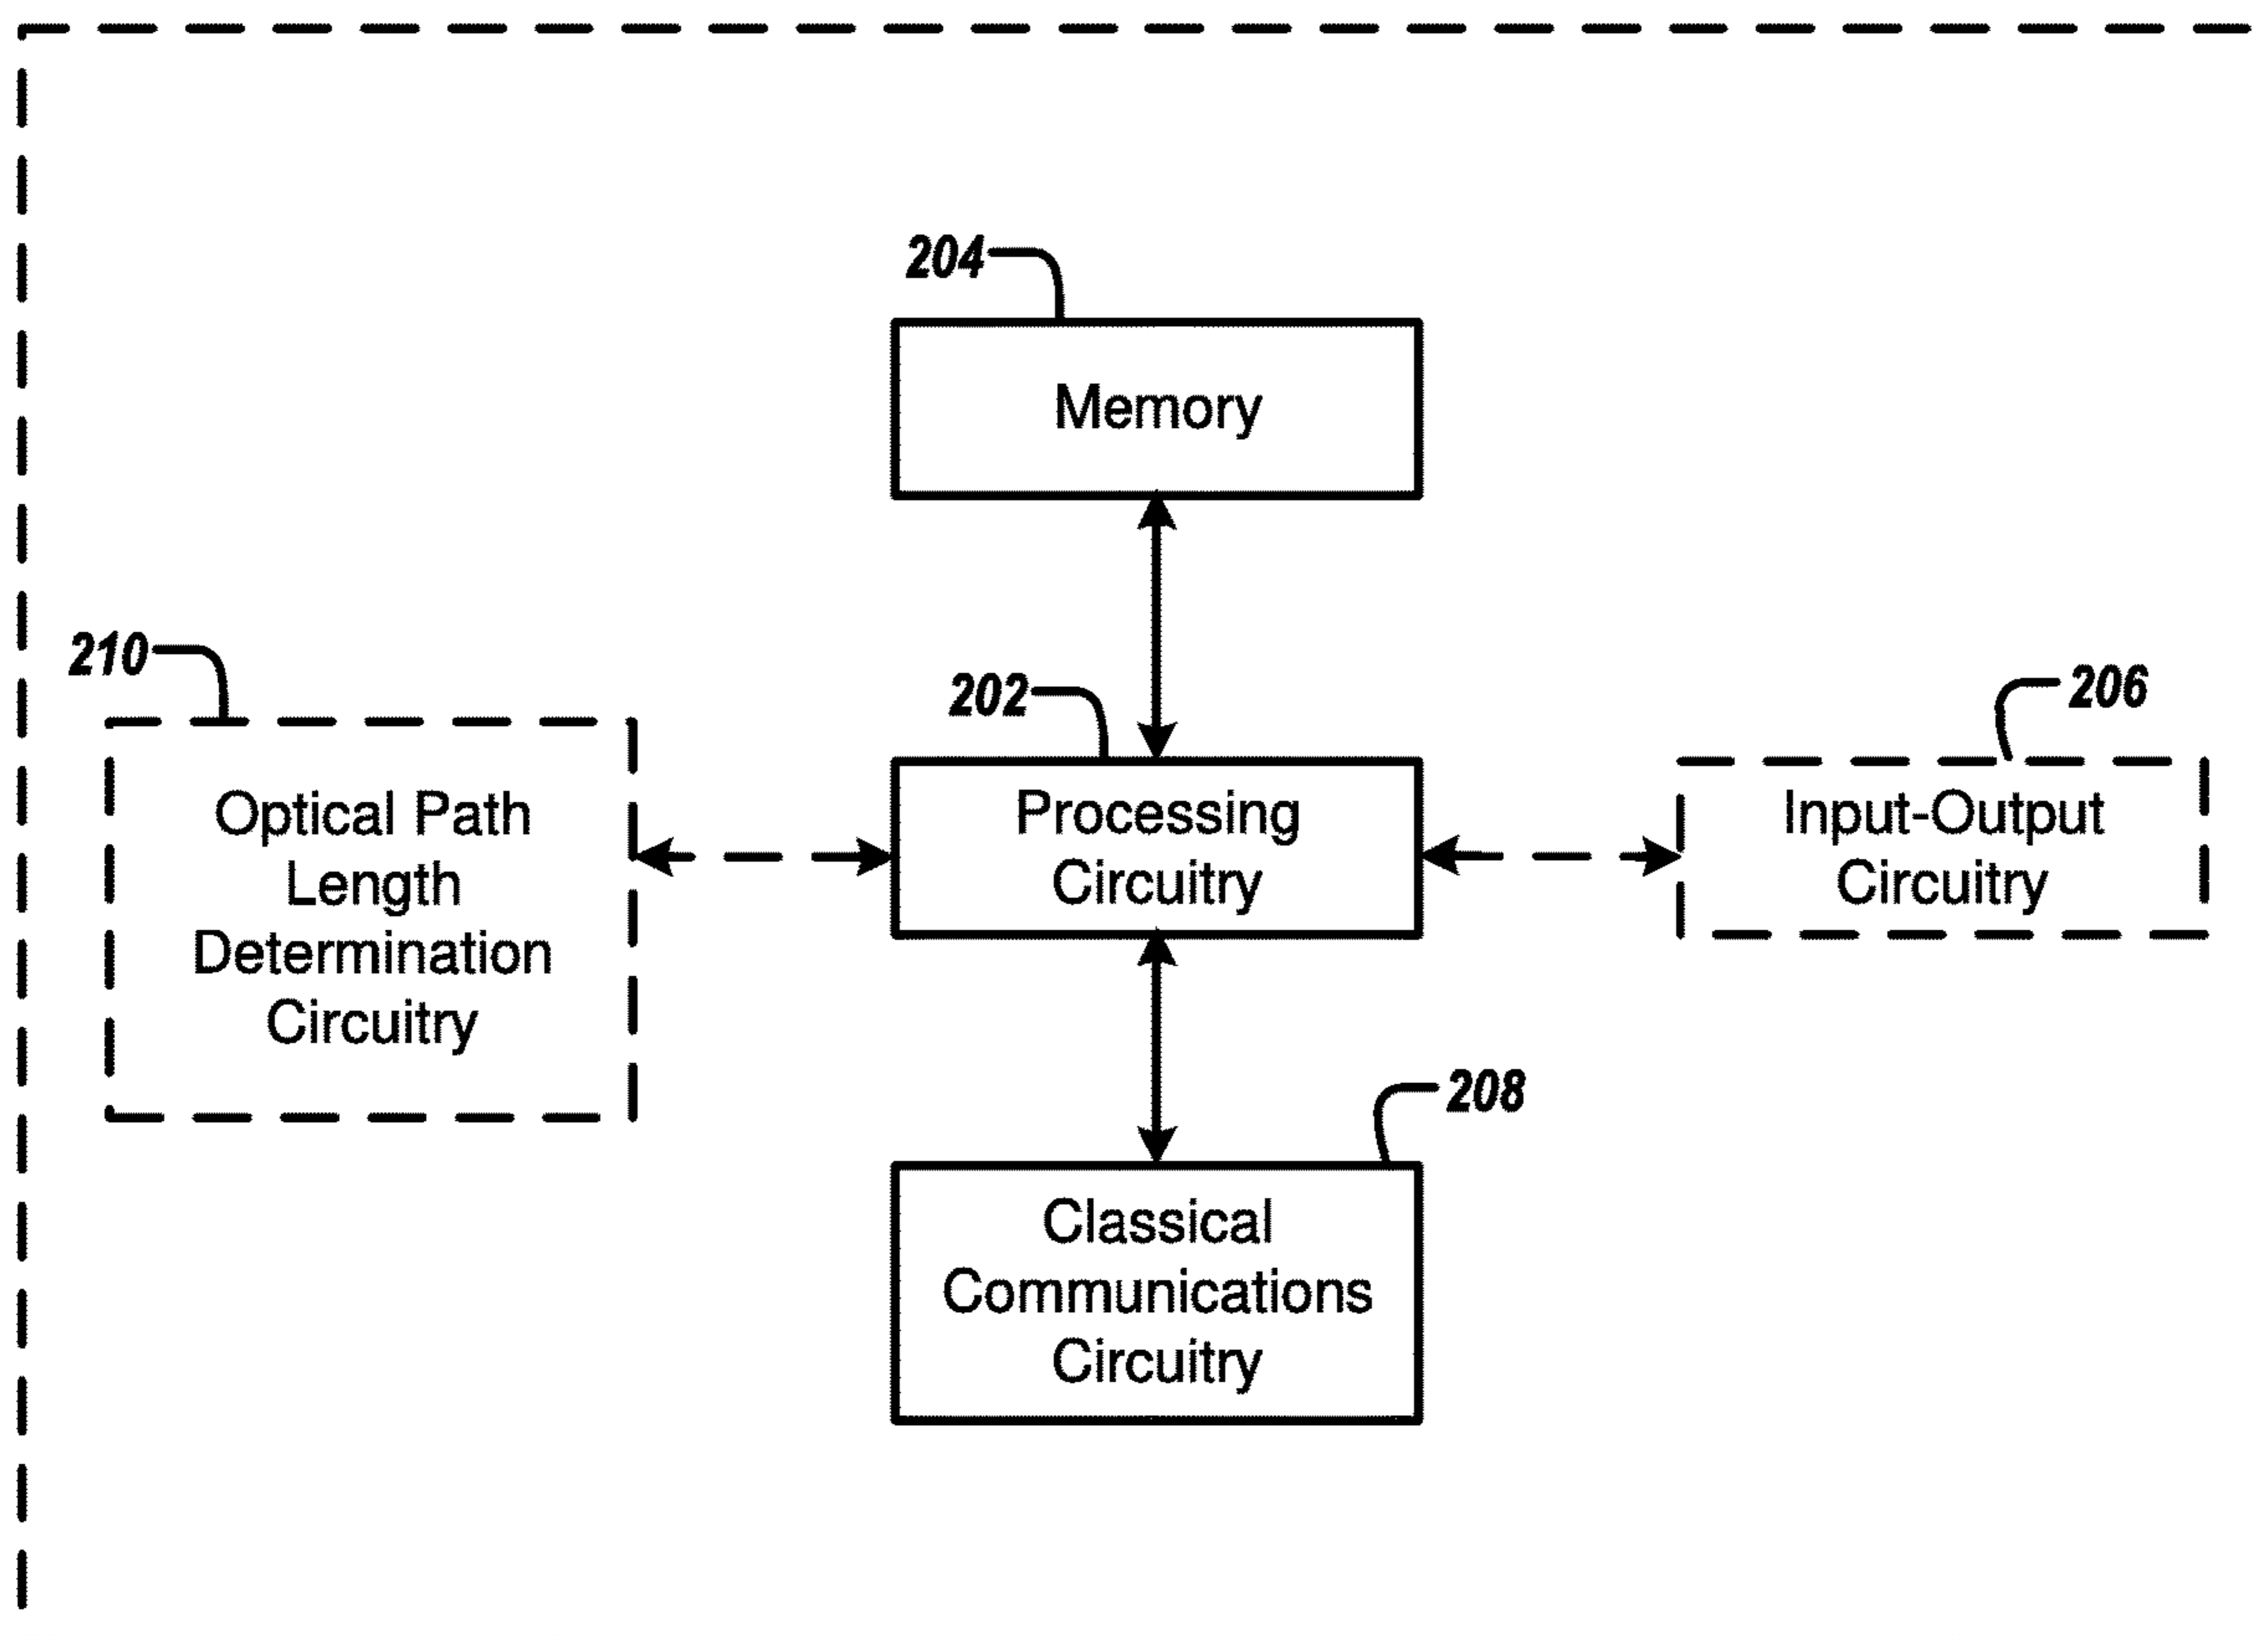 204
Memory
210
202
206
Optical Path
Length
Determination
Circuitry
Processing
Circuitry
Input-Output
Circuitry
208
Classical
Communications
Circuitry